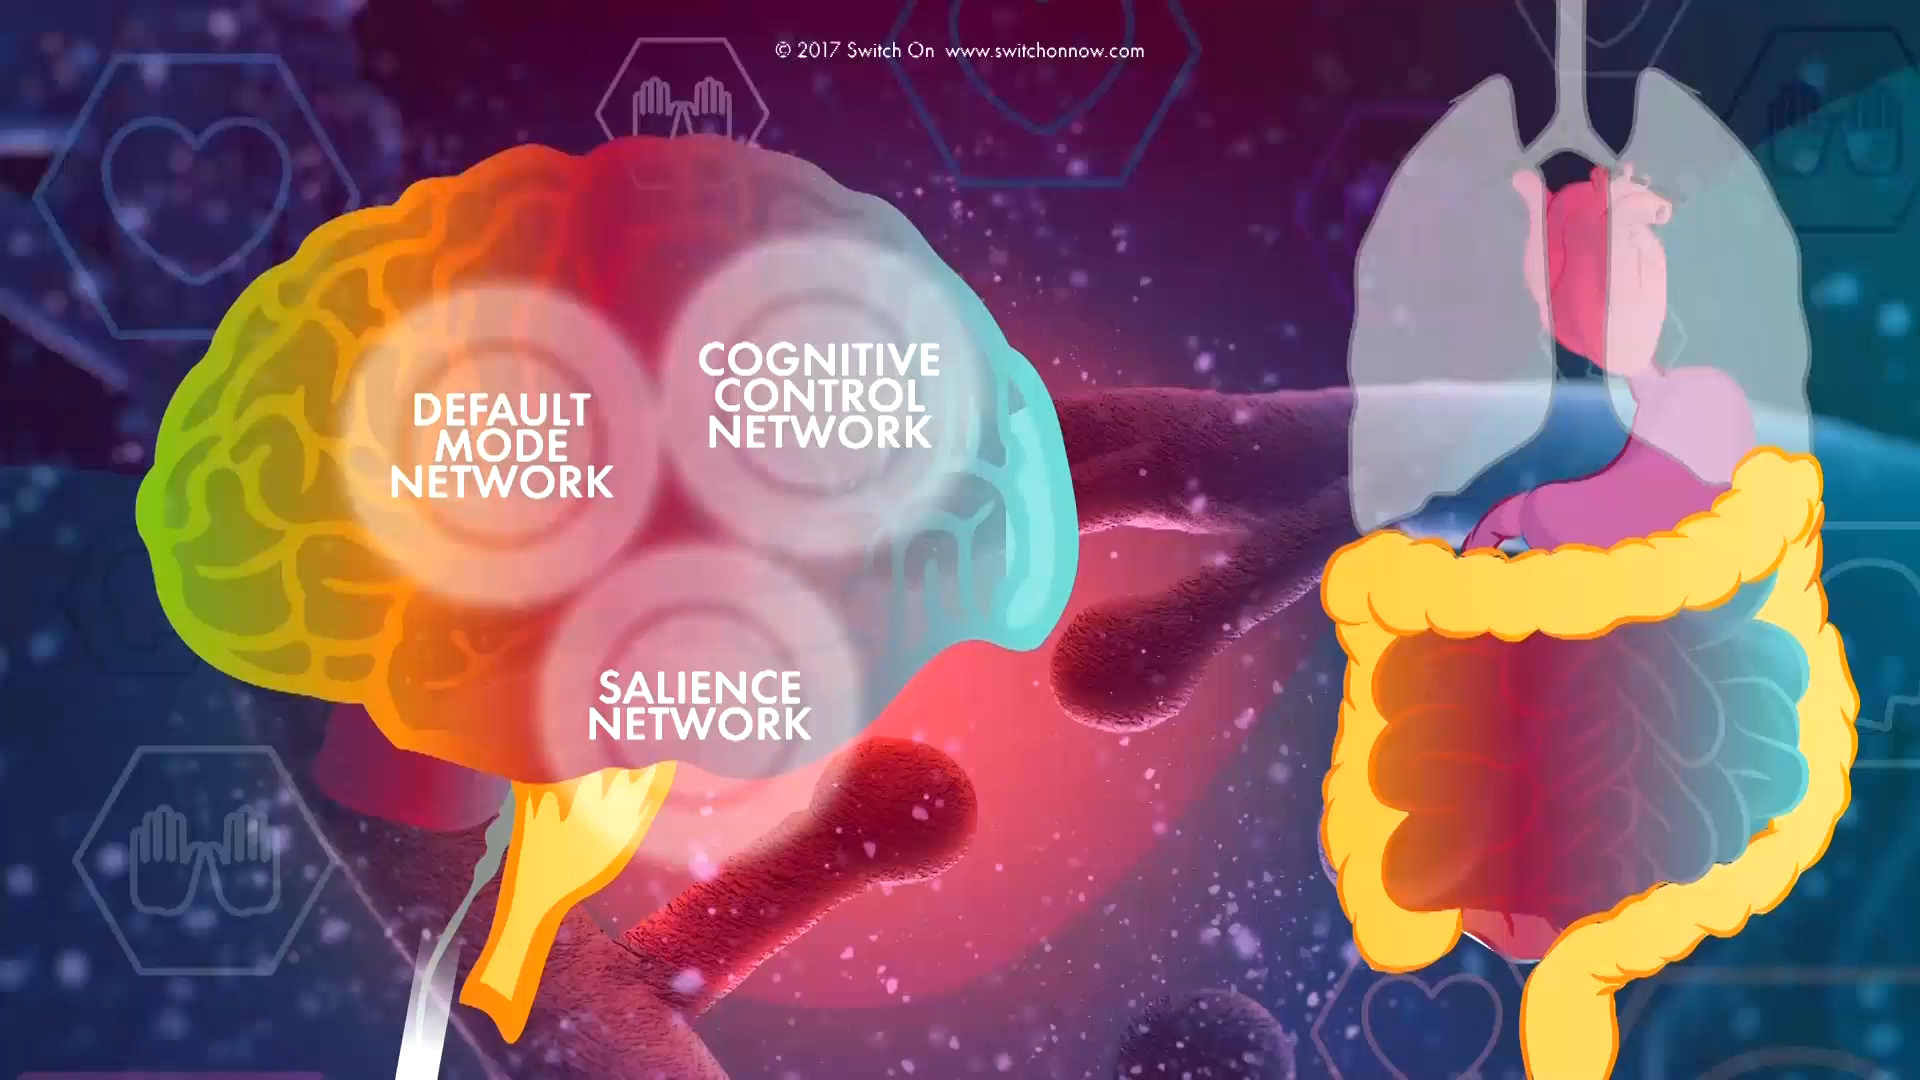 © 2017 Switch On www.switchonnow.com
DEFAULT
MODE
NETWORK
COGNITIVE
CONTROL
NETWORK
SALIENCE
NETWORK